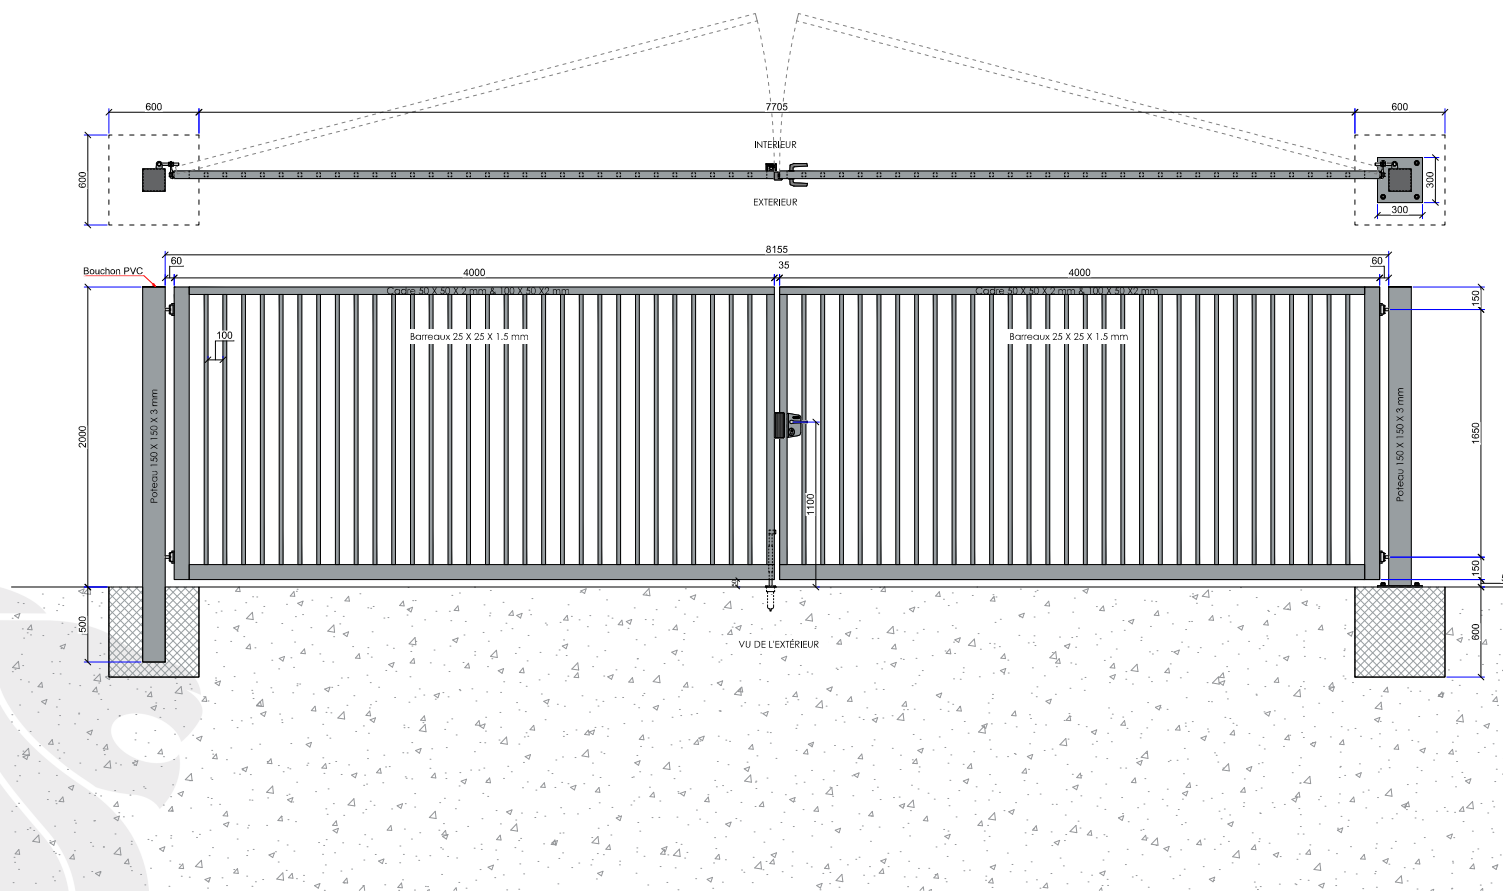 600
7705
600
INTERIEUR
600
300
EXTERIEUR
300
8155
60
35
60
Bouchon PVC
4000
4000
Cadre 50 X 50 X 2 mm & 100 X 50 X2 mm
Cadre 50 X 50 X 2 mm & 100 X 50 X2 mm
150
100
Barreaux 25 X 25 X 1.5 mm
Barreaux 25 X 25 X 1.5 mm
2000
Poteau 150 X 150 X 3 mm
Poteau 150 X 150 X 3 mm
1650
1100
150
500
600
VU DE L'EXTÉRIEUR